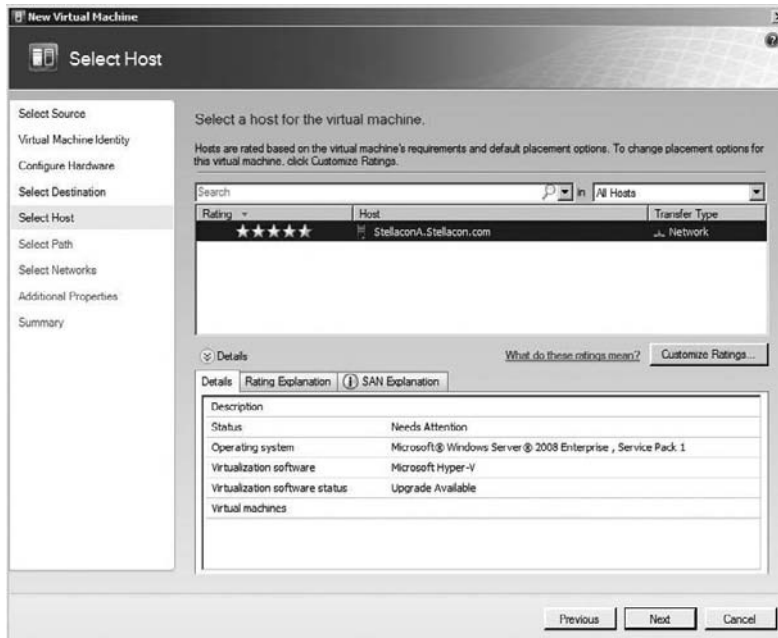 New Virtual Machine
Select Host
Select Source
Virtual Machine Identity
Configure Hardware
Select Destination
Select Host
Select Path
Select Networks
Additional Properties
Summary
Select a host for the virtual machine.
Hosts are rated based on the virtual machine's requirements and default placement options. To change placement options for
this virtual machine, click Customize Ratings.
Search in All Hosts
Rating Host Transfer Type
★★★★★ StellaconA.Stellacon.com Network
Details What do these ratings mean? Customize Ratings...
Details Rating Explanation SAN Explanation
Description
Status Needs Attention
Operating system Microsoft® Windows Server® 2008 Enterprise , Service Pack 1
Virtualization software Microsoft Hyper-V
Virtualization software status Upgrade Available
Virtual machines
Previous Next Cancel